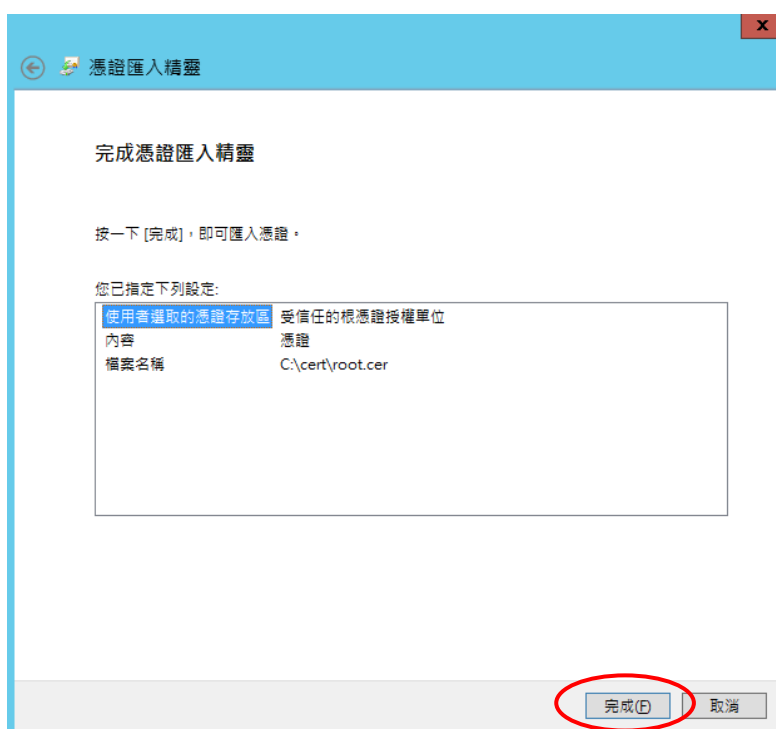 x
憑證匯入精靈
完成憑證匯入精靈
按一下 [完成]，即可匯入憑證。
您已指定下列設定:
使用者選取的憑證存放區 受信任的根憑證授權單位
內容 憑證
檔案名稱 C:\cert\root.cer
完成(F) 取消